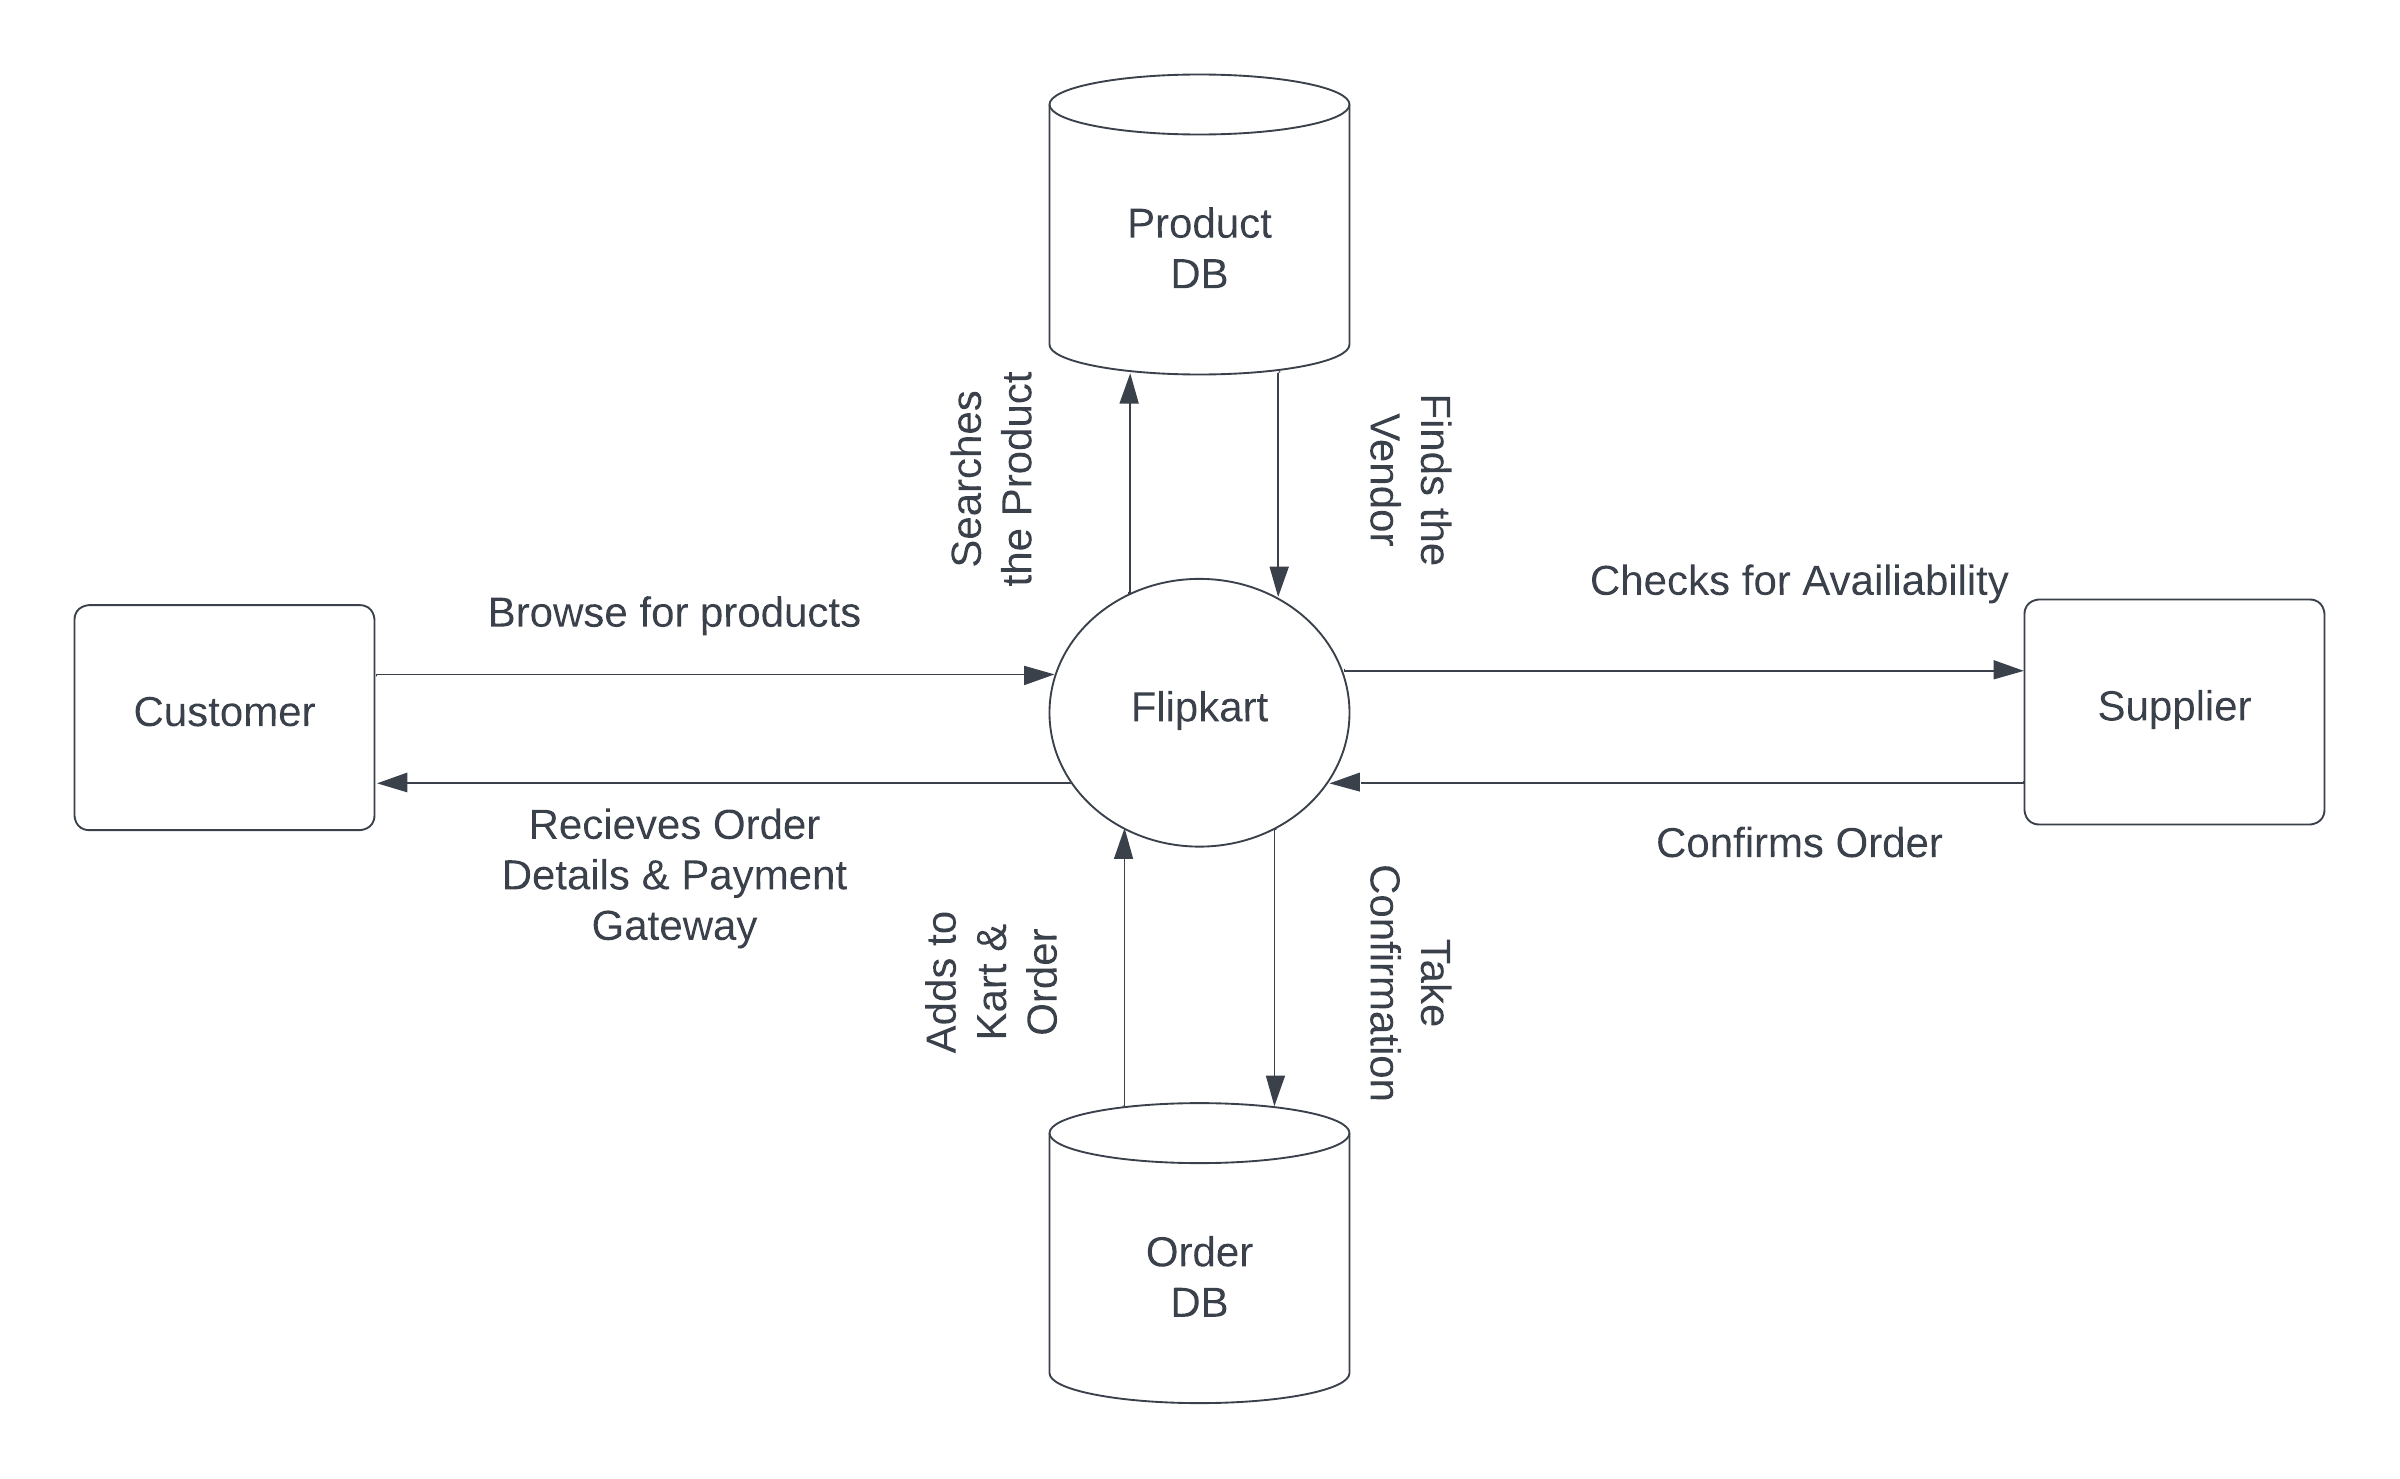 Product
DB
Searches
the Product
Finds the
Vendor
Browse for products
Checks for Availiability
Customer
Flipkart
Supplier
Recieves Order
Details & Payment
Gateway
Confirms Order
Adds to
Kart &
Order
Take
Confirmation
Order
DB